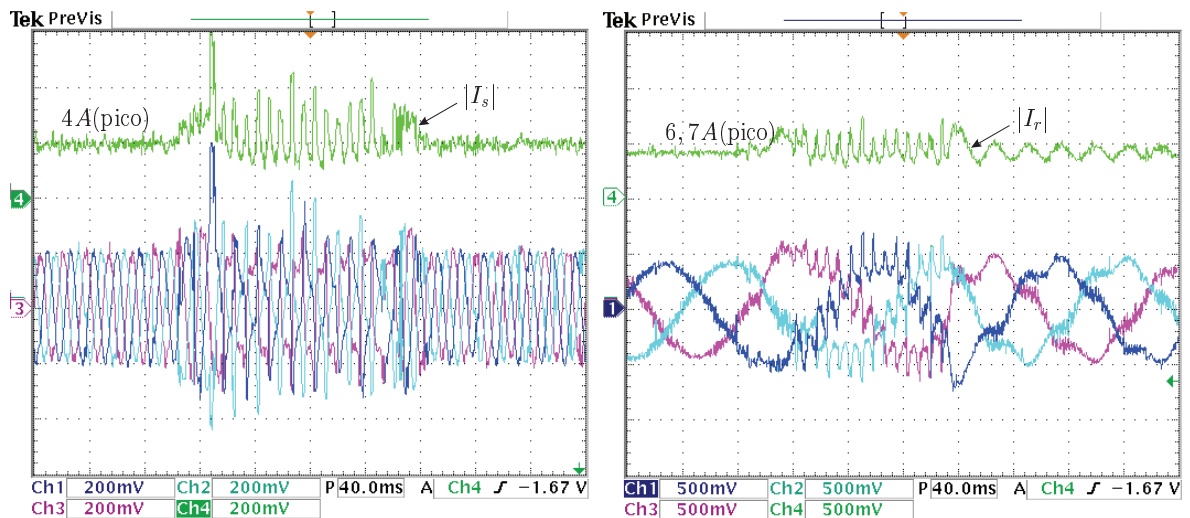 Tek PreVis
4A(pico)
|I_s|
4
3
Ch1 200mV Ch2 200mV P 40.0ms A Ch4 ʃ −1.67 V
Ch3 200mV Ch4 200mV
Tek PreVis
6,7A(pico)
|I_r|
4
1
Ch1 500mV Ch2 500mV P 40.0ms A Ch4 ʃ −1.67 V
Ch3 500mV Ch4 500mV